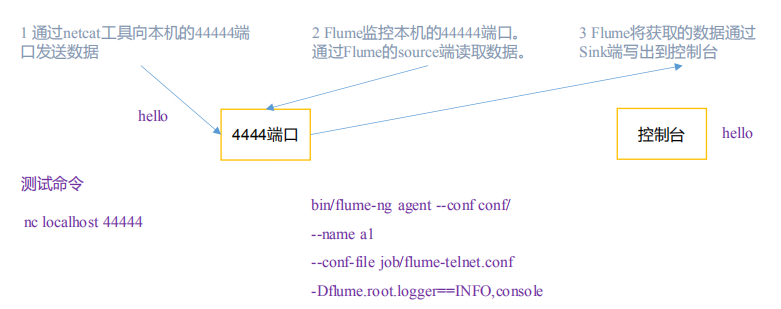 1 通过netcat工具向本机的44444端
口发送数据
2 Flume监控本机的44444端口。
通过Flume的source端读取数据。
3 Flume将获取的数据通过
Sink端写出到控制台
hello
4444端口
控制台
hello
测试命令
nc localhost 44444
bin/flume-ng agent --conf conf/
--name a1
--conf-file job/flume-telnet.conf
-Dflume.root.logger==INFO,console